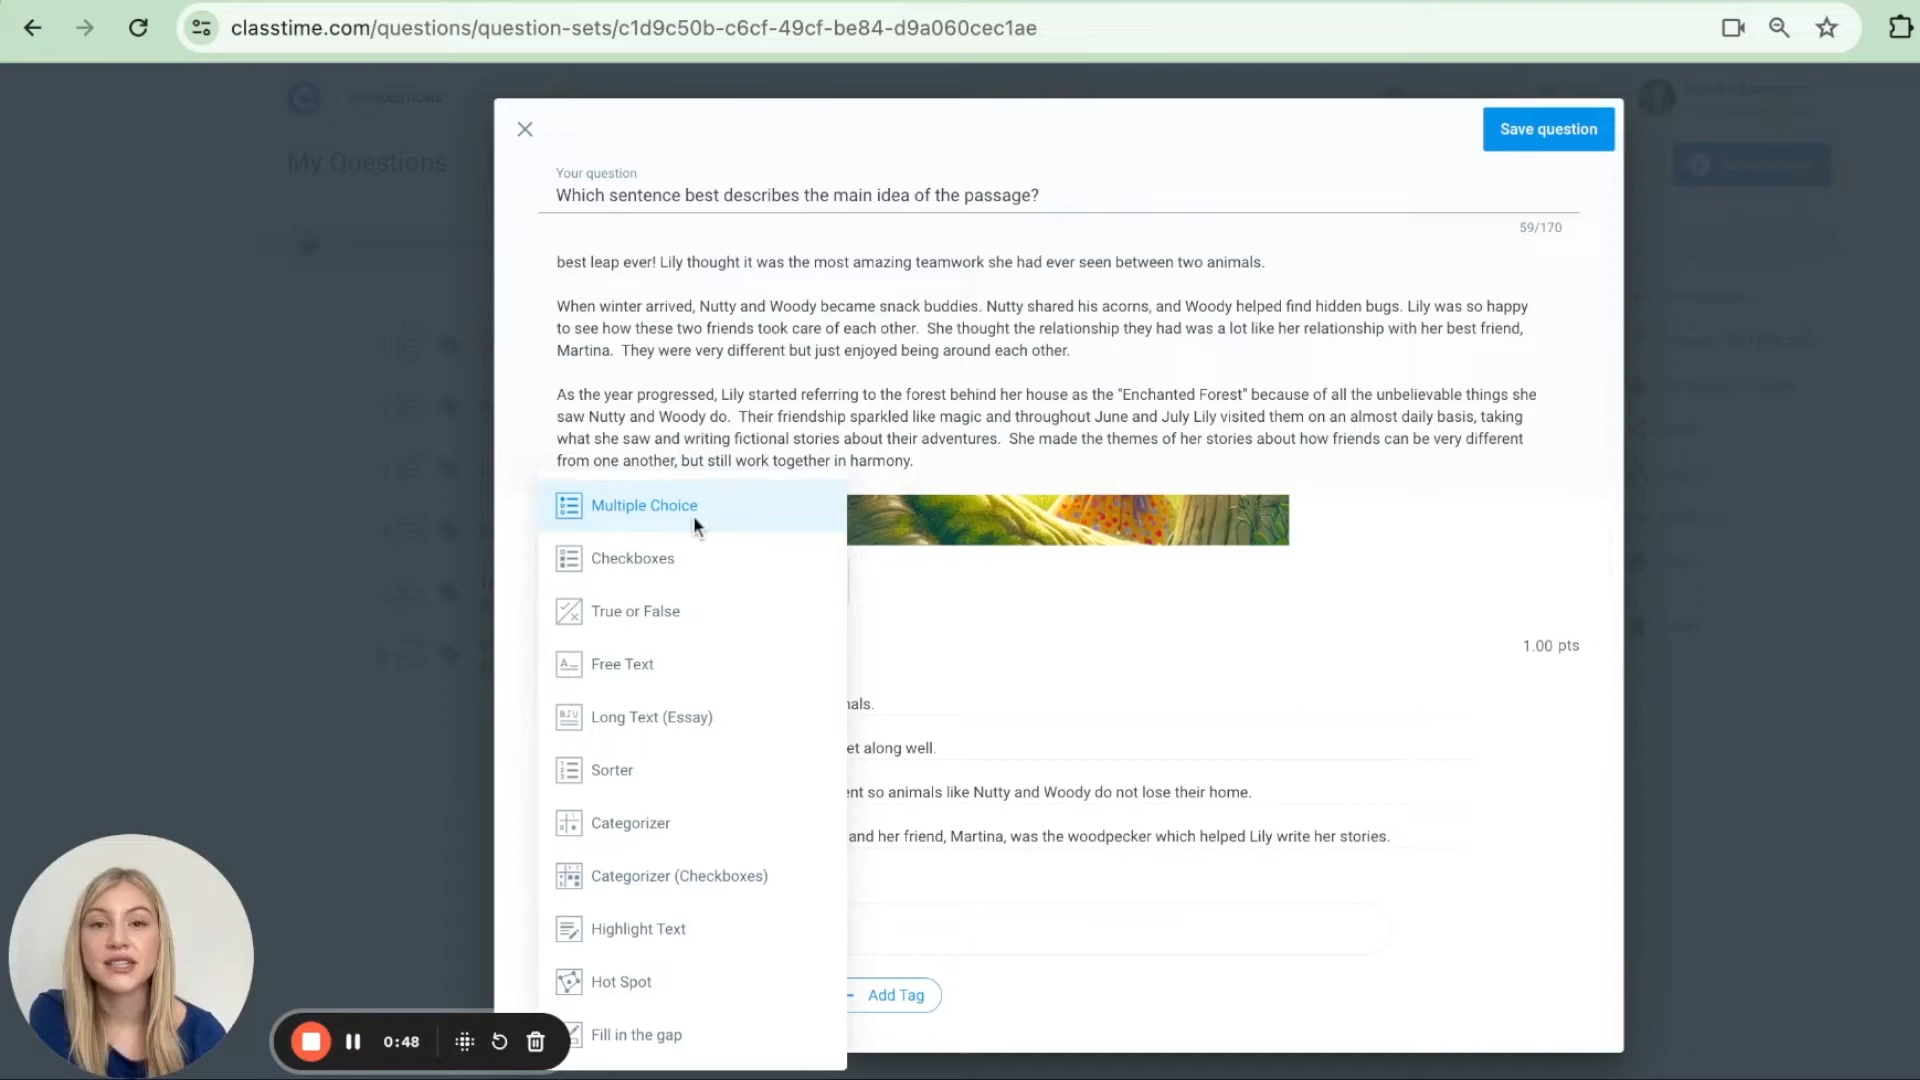 classtime.com/questions/question-sets/c1d9c50b-c6cf-49cf-be84-d9a060cec1ae
My Questions
Save question
Your question
Which sentence best describes the main idea of the passage?
59/170
best leap ever! Lily thought it was the most amazing teamwork she had ever seen between two animals.
When winter arrived, Nutty and Woody became snack buddies. Nutty shared his acorns, and Woody helped find hidden bugs. Lily was so happy
to see how these two friends took care of each other. She thought the relationship they had was a lot like her relationship with her best friend,
Martina. They were very different but just enjoyed being around each other.
As the year progressed, Lily started referring to the forest behind her house as the "Enchanted Forest" because of all the unbelievable things she
saw Nutty and Woody do. Their friendship sparkled like magic and throughout June and July Lily visited them on an almost daily basis, taking
what she saw and writing fictional stories about their adventures. She made the themes of her stories about how friends can be very different
from one another, but still work together in harmony.
Multiple Choice
Checkboxes
True or False
1.00 pts
Free Text
nals.
Long Text (Essay)
et along well.
Sorter
ent so animals like Nutty and Woody do not lose their home.
Categorizer
and her friend, Martina, was the woodpecker which helped Lily write her stories.
Categorizer (Checkboxes)
Highlight Text
Hot Spot
Add Tag
Fill in the gap
0:48